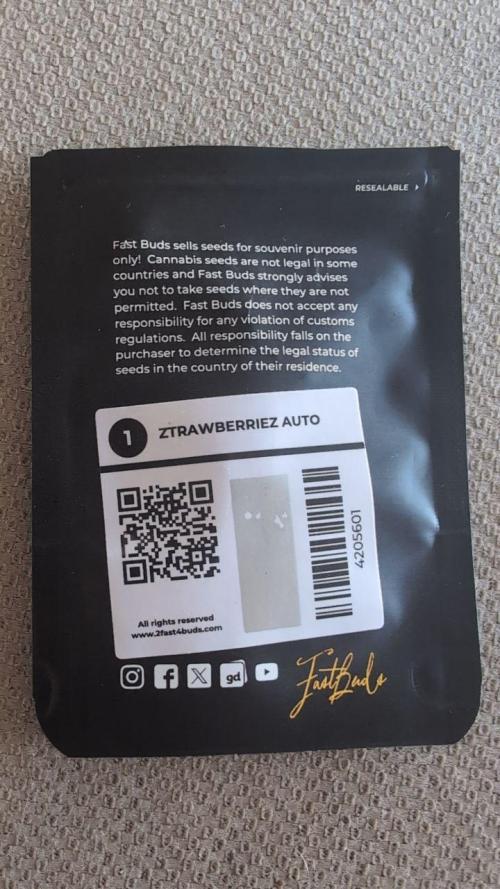 RESEALABLE
Fast Buds sells seeds for souvenir purposes
only! Cannabis seeds are not legal in some
countries and Fast Buds strongly advises
you not to take seeds where they are not
permitted. Fast Buds does not accept any
responsibility for any violation of customs
regulations. All responsibility falls on the
purchaser to determine the legal status of
seeds in the country of their residence.
1 ZTRAWBERRIEZ AUTO
4205601
All rights reserved
www.2fast4buds.com
gd
FastBuds